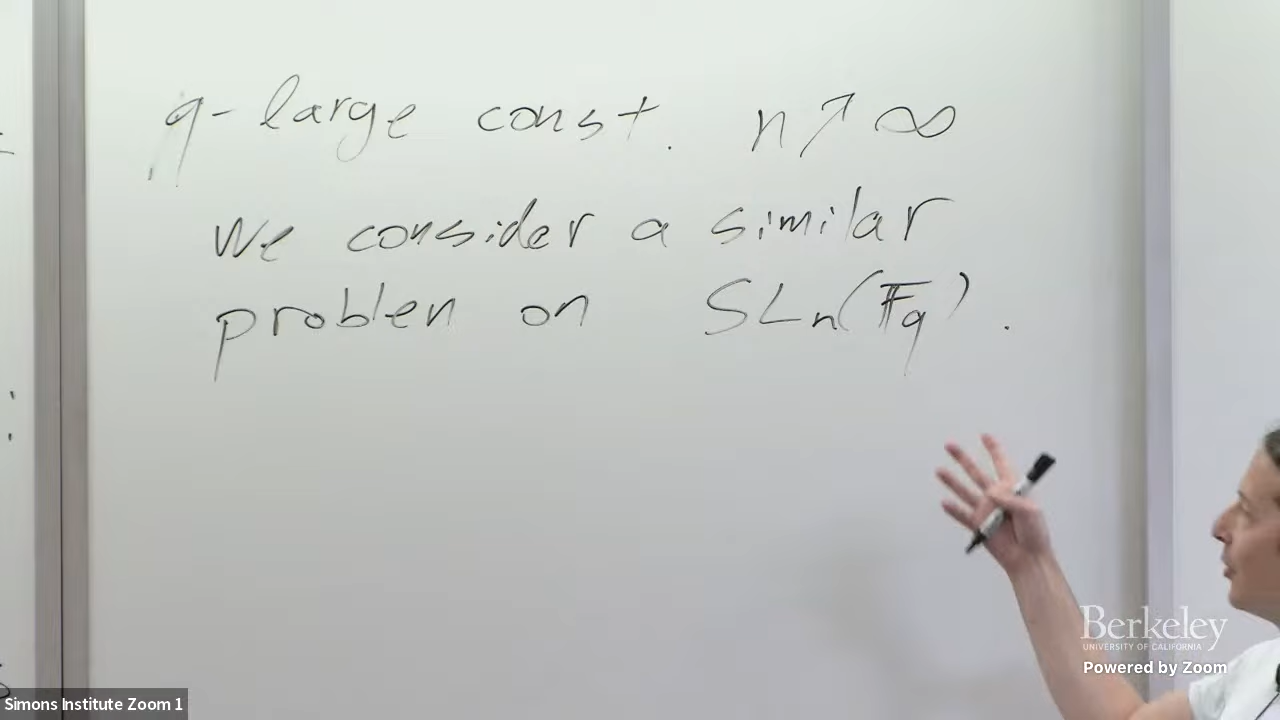 q - large const. n ↗ ∞
We consider a similar
problen on SLn(𝔽q).
Berkeley
UNIVERSITY OF CALIFORNIA
Powered by Zoom
Simons Institute Zoom 1